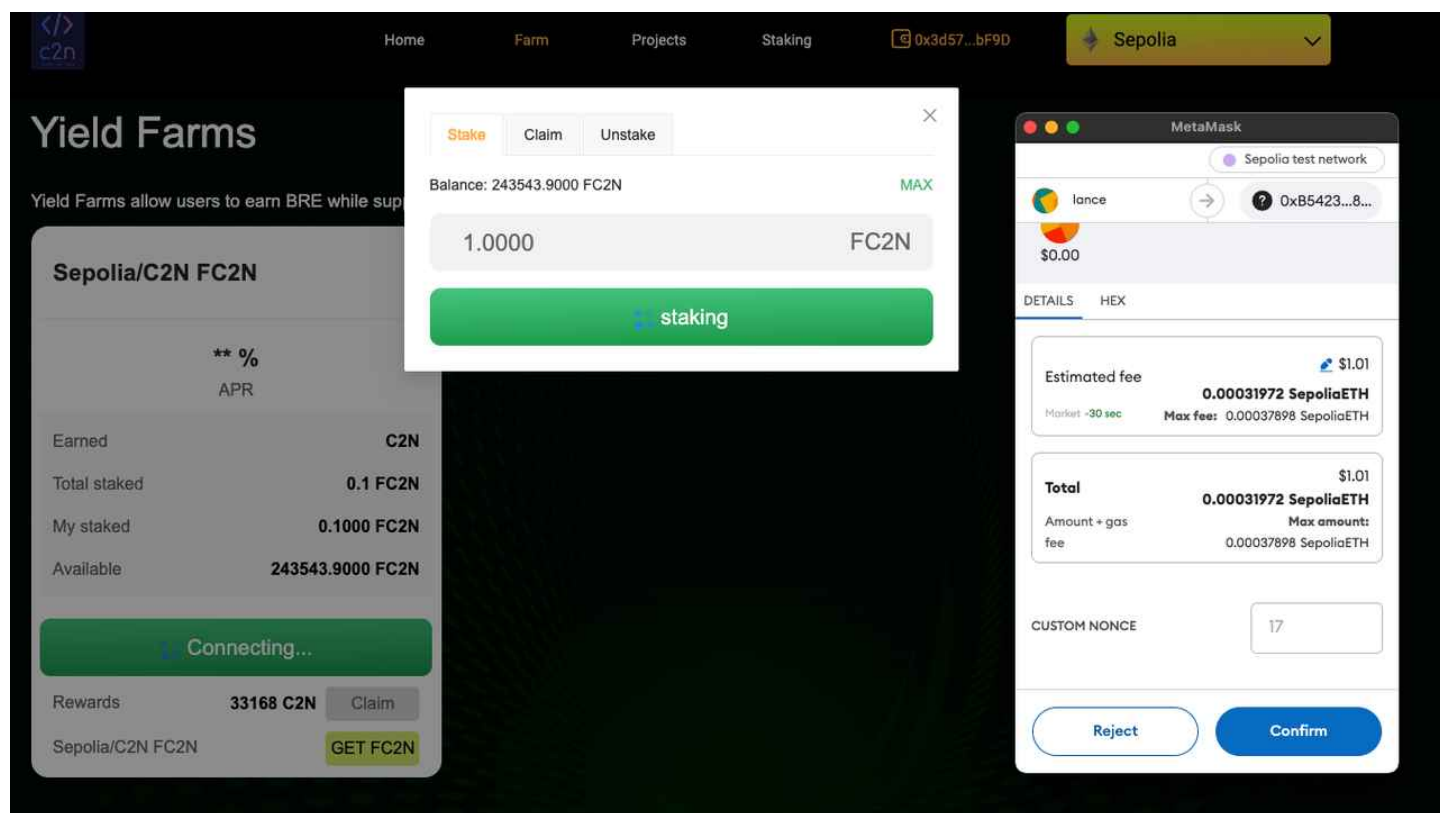 </>
c2n
Home
Farm
Projects
Staking
0x3d57...bF9D
Sepolia
Yield Farms
Yield Farms allow users to earn BRE while sup
Sepolia/C2N FC2N
** %
APR
Earned C2N
Total staked 0.1 FC2N
My staked 0.1000 FC2N
Available 243543.9000 FC2N
Connecting...
Rewards 33168 C2N Claim
Sepolia/C2N FC2N GET FC2N
Stake Claim Unstake
Balance: 243543.9000 FC2N MAX
1.0000 FC2N
staking
MetaMask
Sepolia test network
lance
0xB5423...8...
$0.00
DETAILS HEX
Estimated fee $1.01
0.00031972 SepoliaETH
Market ~30 sec Max fee: 0.00037898 SepoliaETH
Total $1.01
0.00031972 SepoliaETH
Amount + gas Max amount:
fee 0.00037898 SepoliaETH
CUSTOM NONCE 17
Reject Confirm